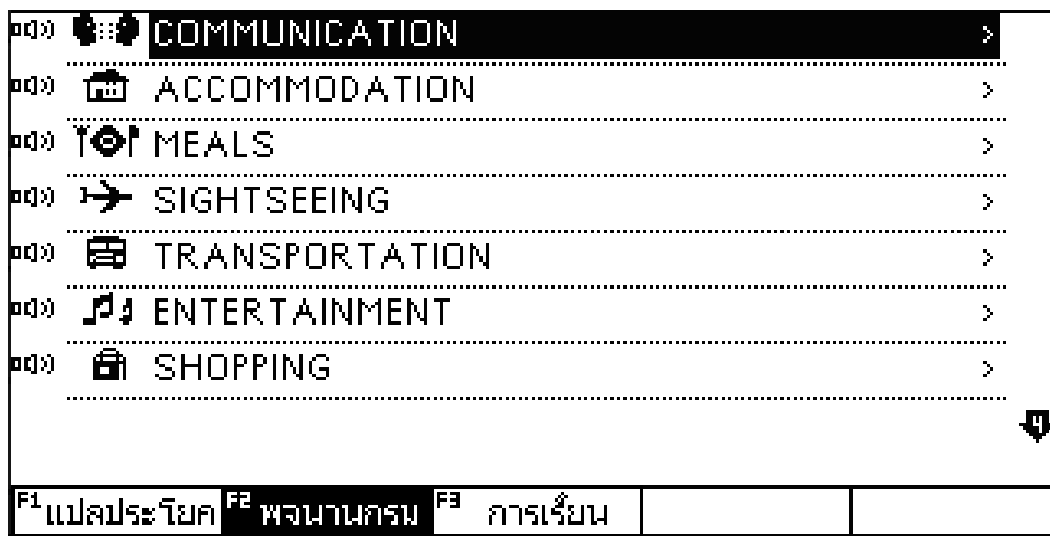 COMMUNICATION >
ACCOMMODATION >
MEALS >
SIGHTSEEING >
TRANSPORTATION >
ENTERTAINMENT >
SHOPPING >
F1 แปลประโยค F2 พจนานุกรม F3 การเรียน